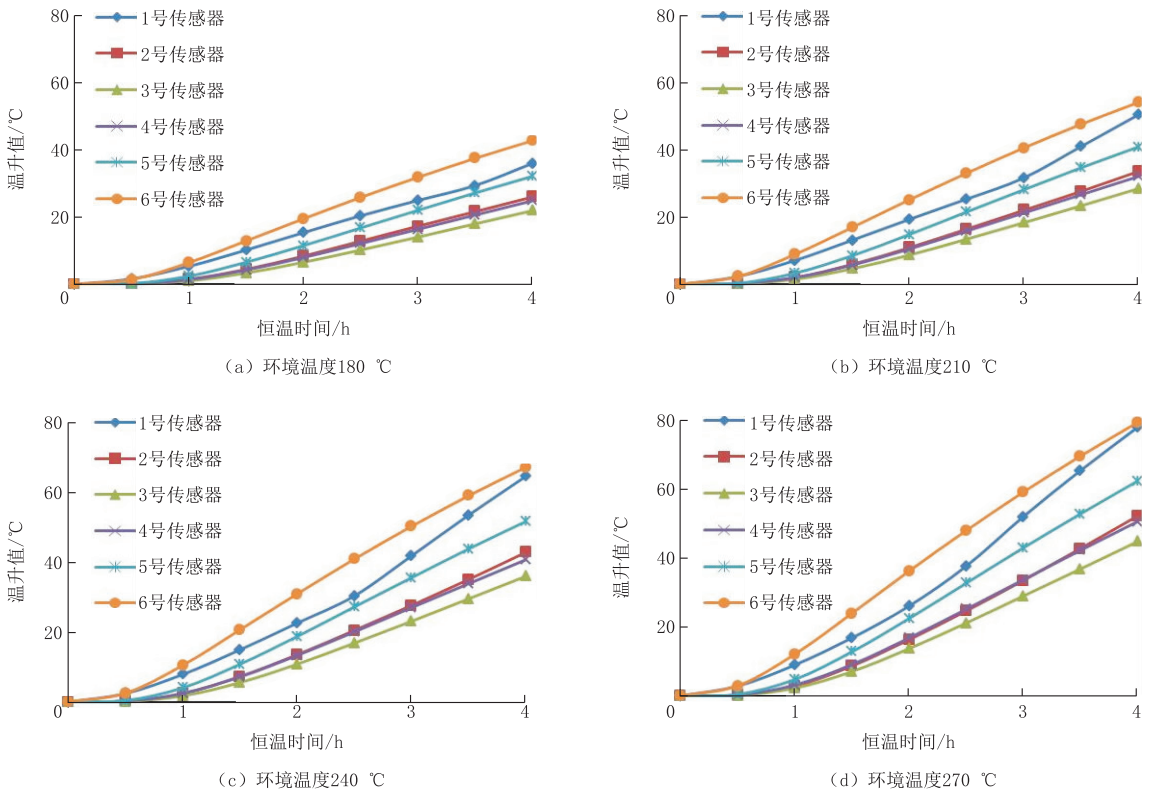 80
60
40
20
0
1
2
3
4
温升值/℃
恒温时间/h
1号传感器
2号传感器
3号传感器
4号传感器
5号传感器
6号传感器
(a) 环境温度180 ℃
80
60
40
20
0
1
2
3
4
温升值/℃
恒温时间/h
1号传感器
2号传感器
3号传感器
4号传感器
5号传感器
6号传感器
(b) 环境温度210 ℃
80
60
40
20
0
1
2
3
4
温升值/℃
恒温时间/h
1号传感器
2号传感器
3号传感器
4号传感器
5号传感器
6号传感器
(c) 环境温度240 ℃
80
60
40
20
0
1
2
3
4
温升值/℃
恒温时间/h
1号传感器
2号传感器
3号传感器
4号传感器
5号传感器
6号传感器
(d) 环境温度270 ℃